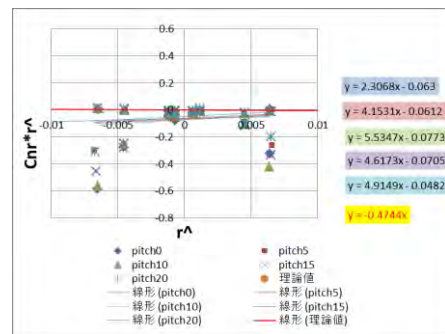 0.6
0.4
0.2
0
-0.01
-0.005
0
0.005
0.01
-0.2
-0.4
-0.6
-0.8
Cnr*r^
r^
y = 2.3068x - 0.063
y = 4.1531x - 0.0612
y = 5.5347x - 0.0773
y = 4.6173x - 0.0705
y = 4.9149x - 0.0482
y = -0.4744x
pitch0
pitch5
pitch10
pitch15
pitch20
理論値
線形 (pitch0)
線形 (pitch5)
線形 (pitch10)
線形 (pitch15)
線形 (pitch20)
線形 (理論値)